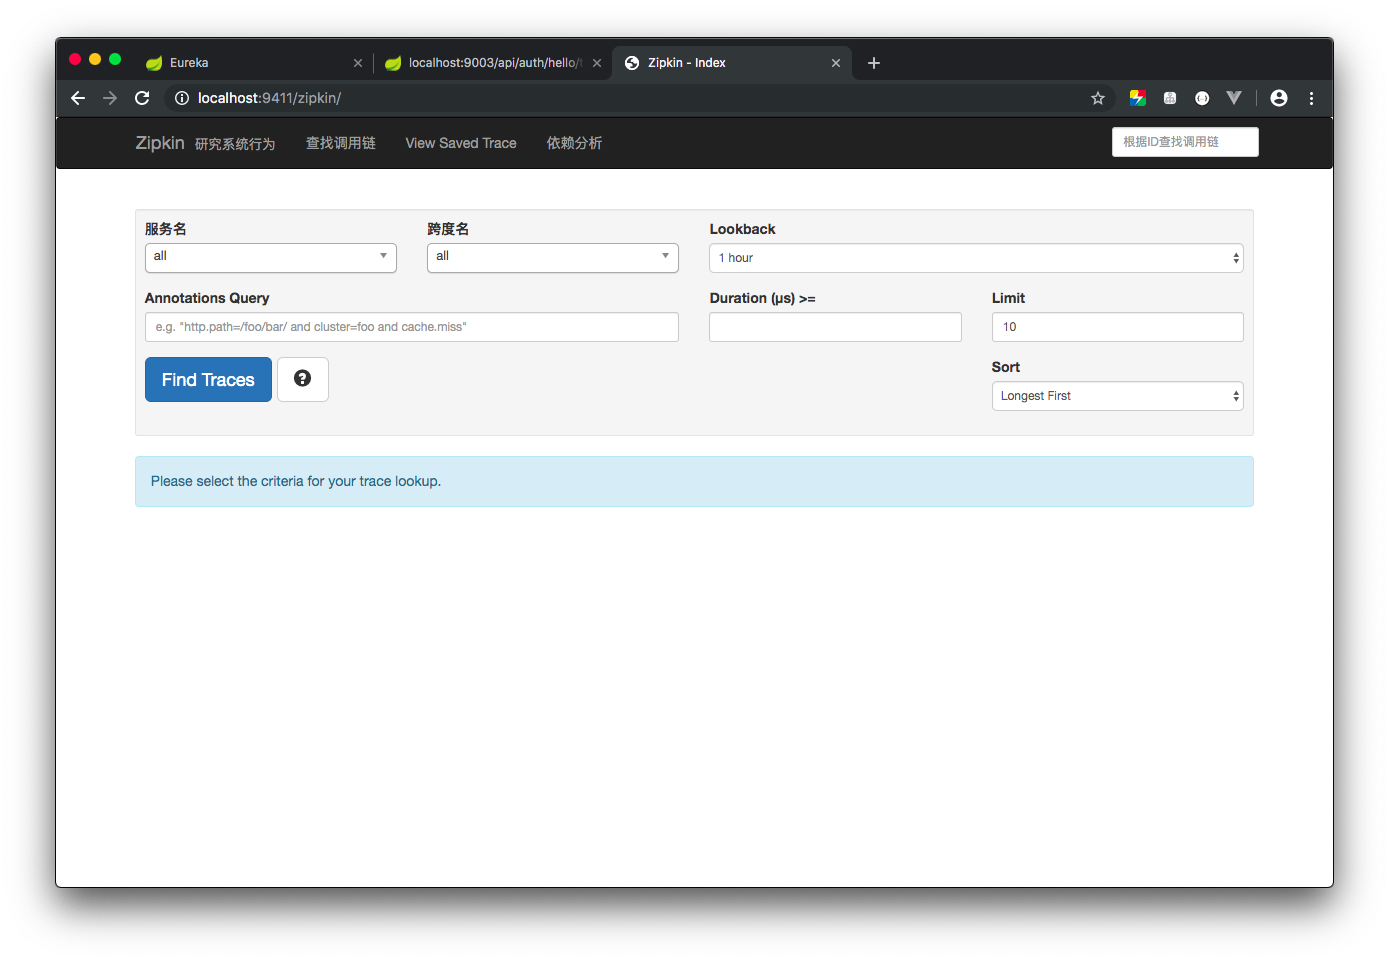 Eureka
localhost:9003/api/auth/hello/
Zipkin - Index
localhost:9411/zipkin/
Zipkin 研究系统行为 查找调用链 View Saved Trace 依赖分析 根据ID查找调用链
服务名 跨度名 Lookback
all all 1 hour
Annotations Query Duration (μs) >= Limit
e.g. "http.path=/foo/bar/ and cluster=foo and cache.miss" 10
Find Traces
Sort
Longest First
Please select the criteria for your trace lookup.